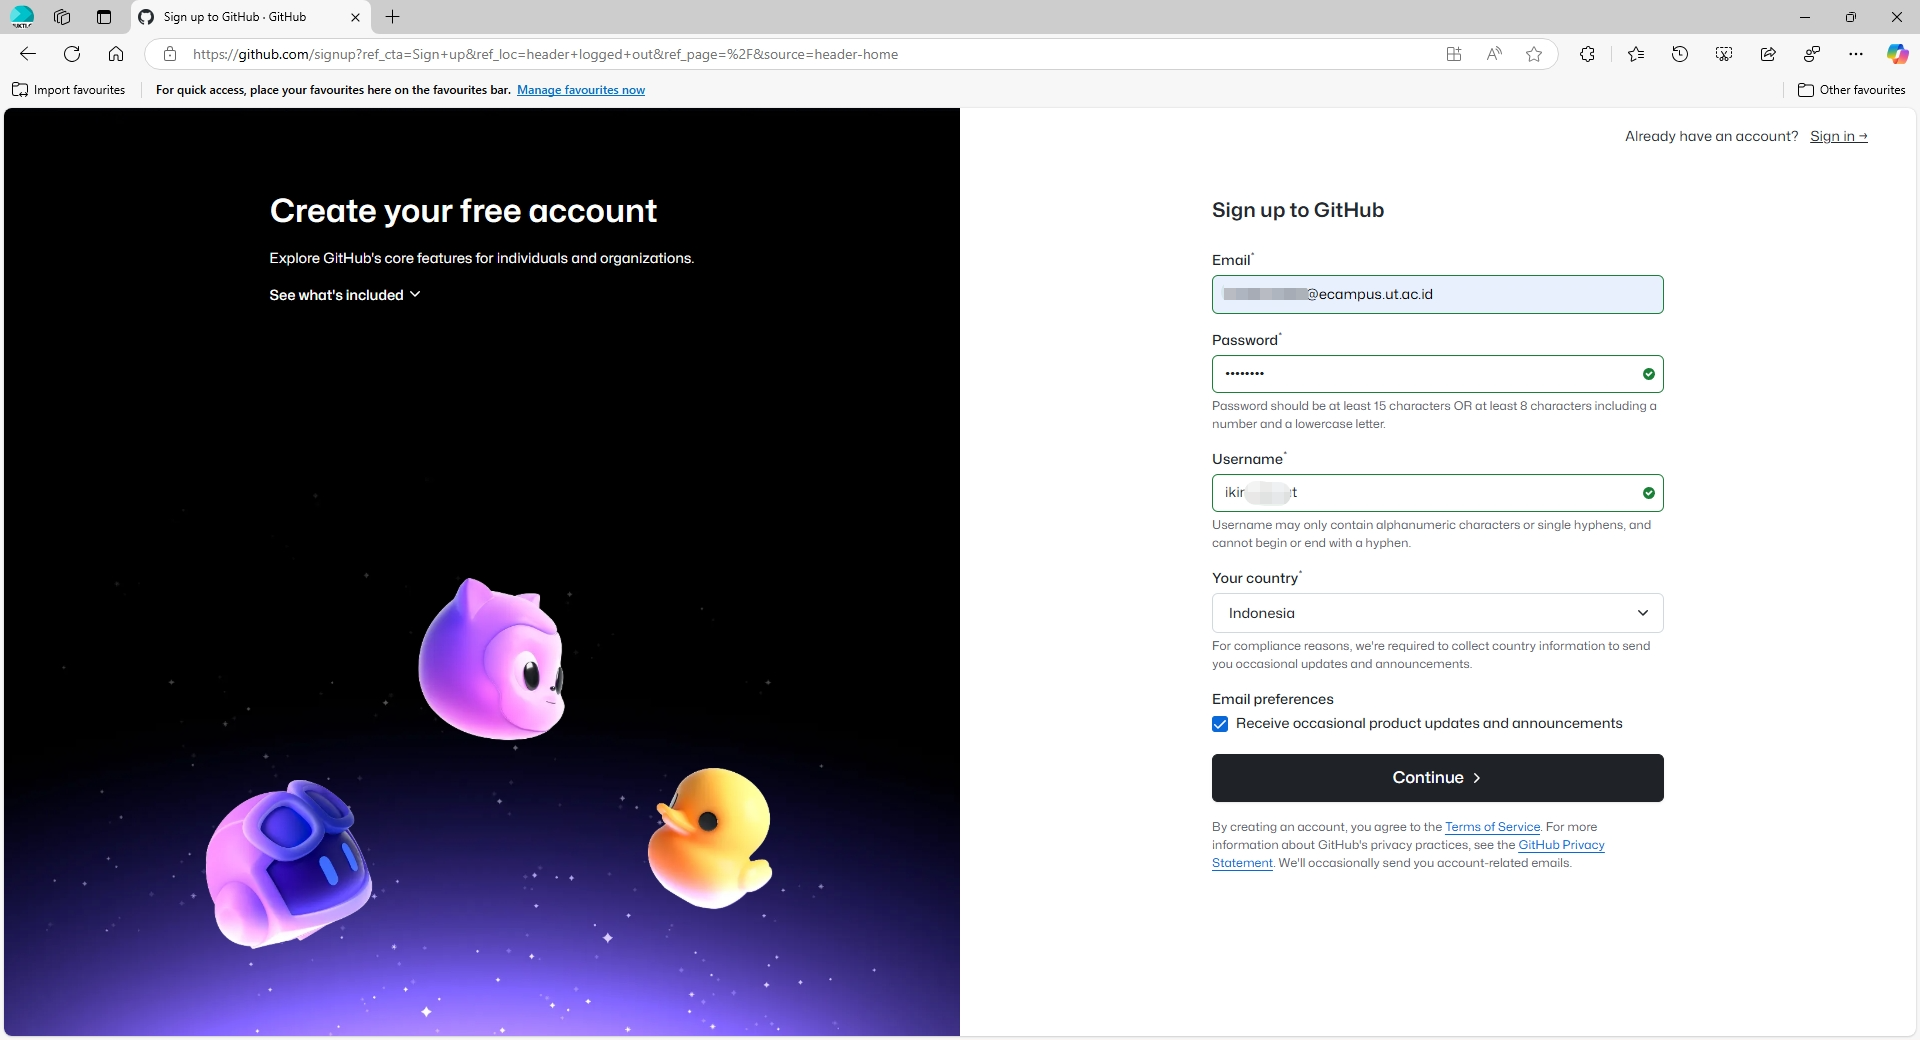 Sign up to GitHub · GitHub
https://github.com/signup?ref_cta=Sign+up&ref_loc=header+logged+out&ref_page=%2F&source=header-home
Import favourites
For quick access, place your favourites here on the favourites bar. Manage favourites now
Other favourites
Already have an account? Sign in →
Create your free account
Explore GitHub's core features for individuals and organizations.
See what's included
Sign up to GitHub
Email*
@ecampus.ut.ac.id
Password*
••••••••
Password should be at least 15 characters OR at least 8 characters including a
number and a lowercase letter.
Username*
Username may only contain alphanumeric characters or single hyphens, and
cannot begin or end with a hyphen.
Your country*
Indonesia
For compliance reasons, we're required to collect country information to send
you occasional updates and announcements.
Email preferences
Receive occasional product updates and announcements
Continue >
By creating an account, you agree to the Terms of Service. For more
information about GitHub's privacy practices, see the GitHub Privacy
Statement. We'll occasionally send you account-related emails.